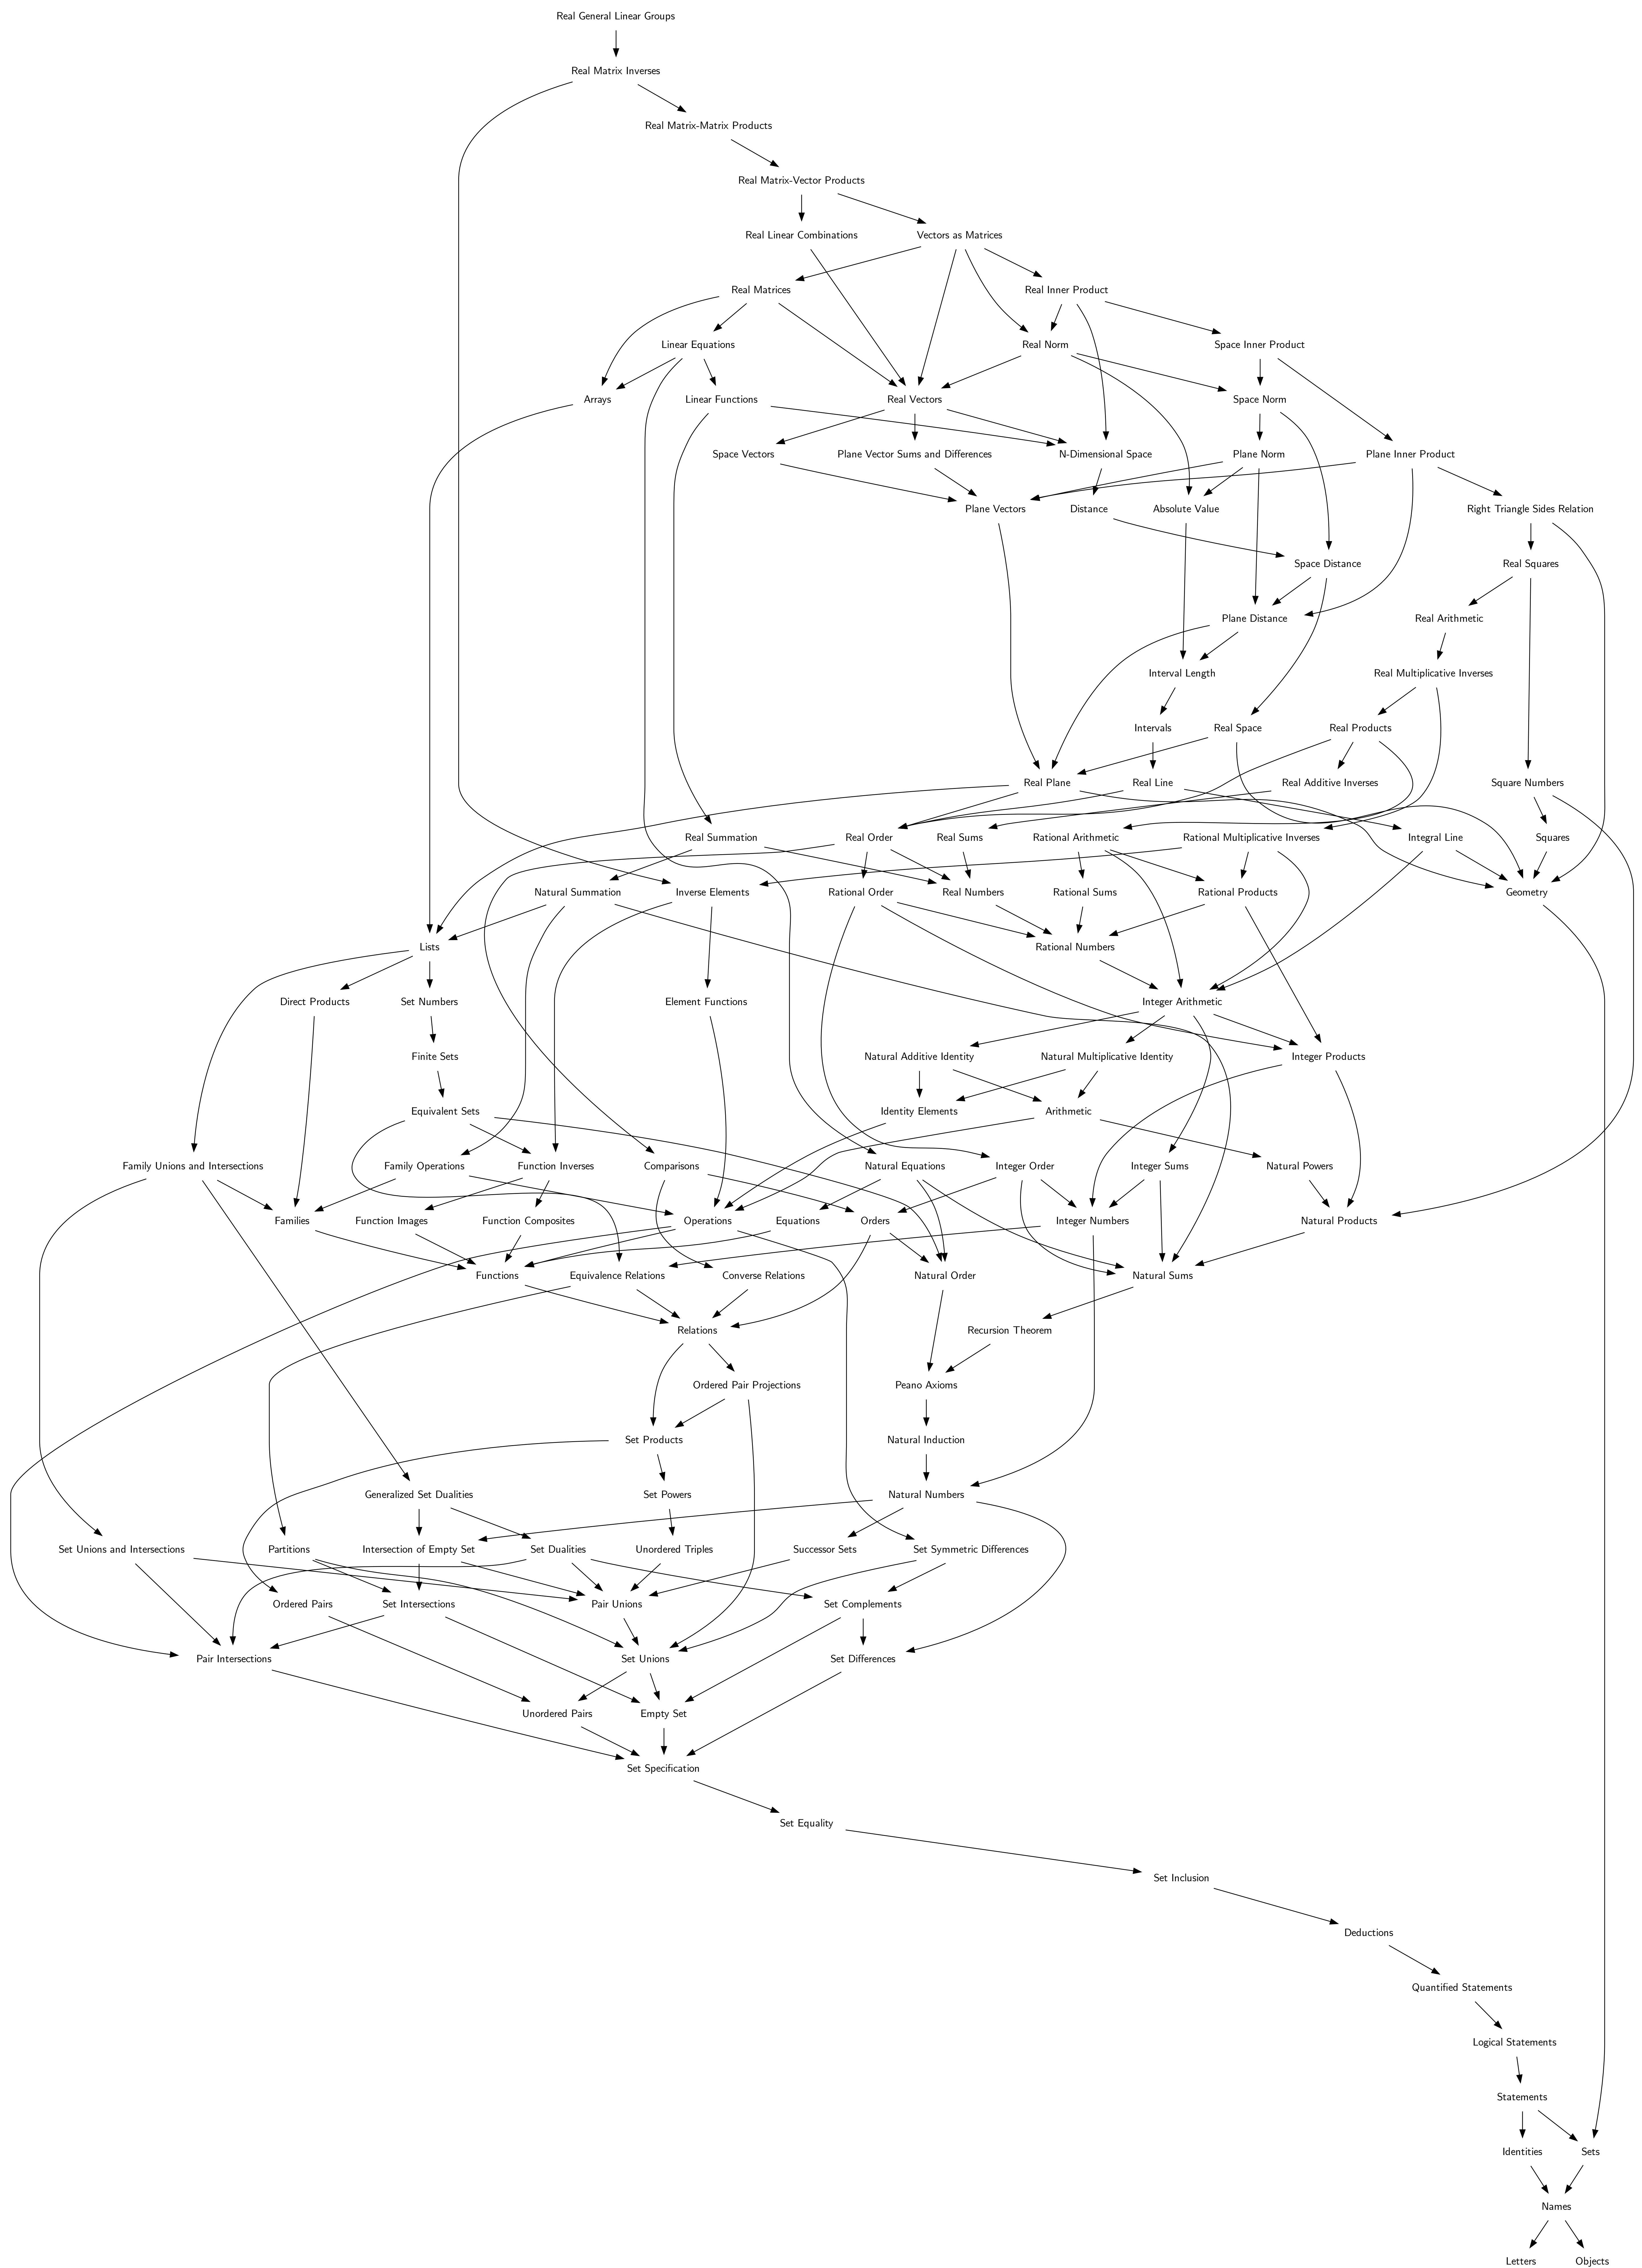 Real General Linear Groups
Real Matrix Inverses
Real Matrix-Matrix Products
Real Matrix-Vector Products
Real Linear Combinations
Vectors as Matrices
Real Matrices
Real Inner Product
Linear Equations
Real Norm
Space Inner Product
Arrays
Linear Functions
Real Vectors
Space Norm
Space Vectors
Plane Vector Sums and Differences
N-Dimensional Space
Plane Norm
Plane Inner Product
Plane Vectors
Distance
Absolute Value
Right Triangle Sides Relation
Space Distance
Real Squares
Plane Distance
Real Arithmetic
Interval Length
Real Multiplicative Inverses
Intervals
Real Space
Real Products
Real Plane
Real Line
Real Additive Inverses
Square Numbers
Real Summation
Real Order
Real Sums
Rational Arithmetic
Rational Multiplicative Inverses
Integral Line
Squares
Natural Summation
Inverse Elements
Rational Order
Real Numbers
Rational Sums
Rational Products
Geometry
Lists
Rational Numbers
Direct Products
Set Numbers
Element Functions
Integer Arithmetic
Finite Sets
Natural Additive Identity
Natural Multiplicative Identity
Integer Products
Equivalent Sets
Identity Elements
Arithmetic
Family Unions and Intersections
Family Operations
Function Inverses
Comparisons
Natural Equations
Integer Order
Integer Sums
Natural Powers
Families
Function Images
Function Composites
Operations
Equations
Orders
Integer Numbers
Natural Products
Functions
Equivalence Relations
Converse Relations
Natural Order
Natural Sums
Relations
Recursion Theorem
Ordered Pair Projections
Peano Axioms
Set Products
Natural Induction
Generalized Set Dualities
Set Powers
Natural Numbers
Set Unions and Intersections
Partitions
Intersection of Empty Set
Set Dualities
Unordered Triples
Successor Sets
Set Symmetric Differences
Ordered Pairs
Set Intersections
Pair Unions
Set Complements
Pair Intersections
Set Unions
Set Differences
Unordered Pairs
Empty Set
Set Specification
Set Equality
Set Inclusion
Deductions
Quantified Statements
Logical Statements
Statements
Identities
Sets
Names
Letters
Objects